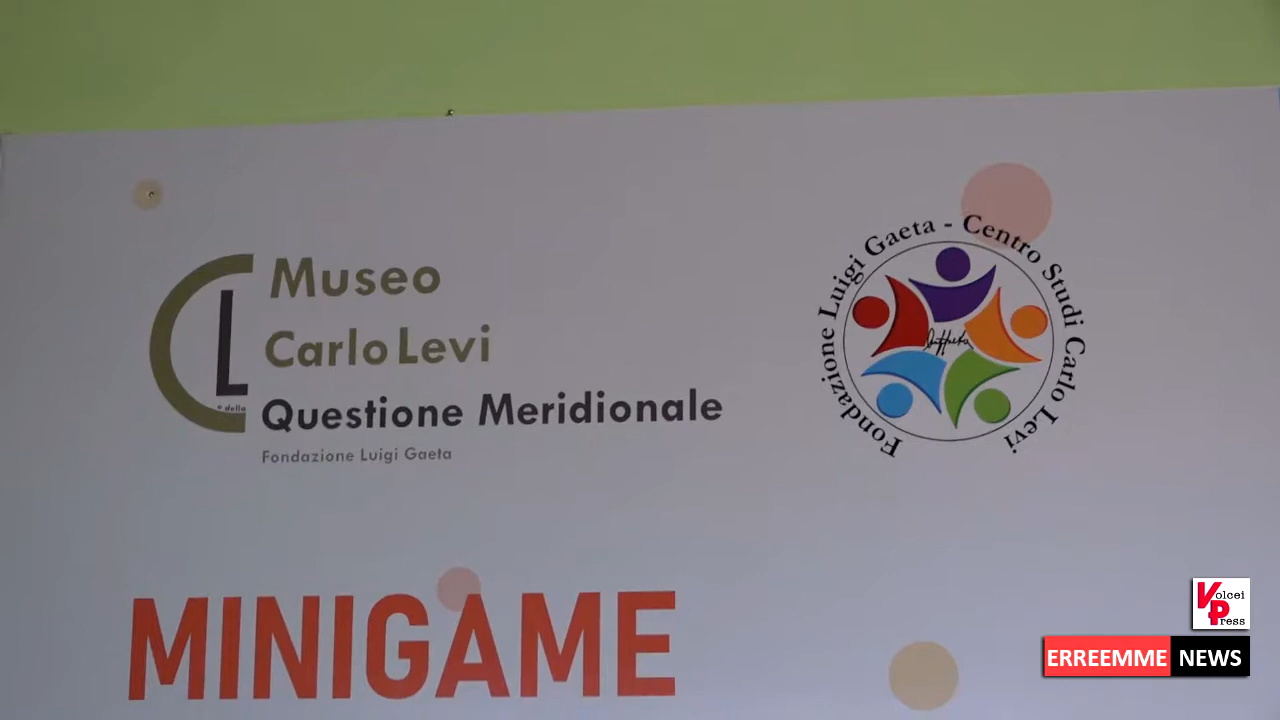 Museo
Carlo Levi
e della
Questione Meridionale
Fondazione Luigi Gaeta
Fondazione Luigi Gaeta - Centro Studi Carlo Levi
MINIGAME
Volcei
Press
ERREEMME NEWS